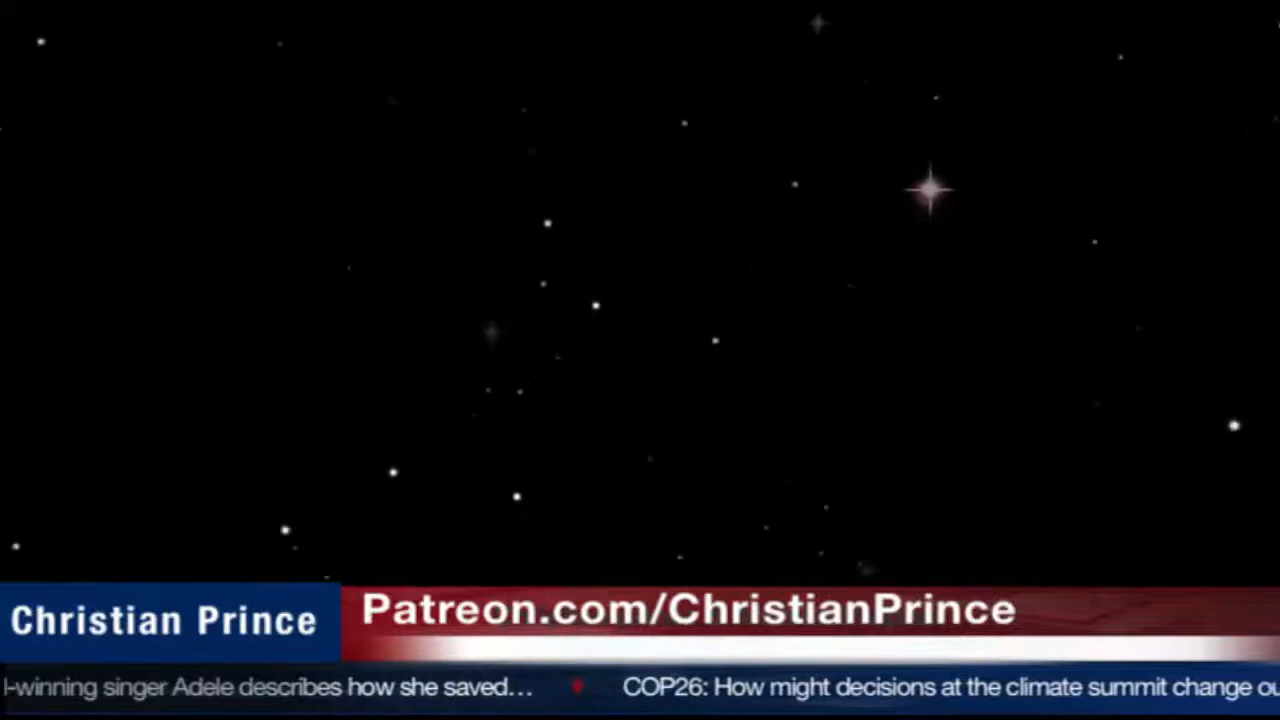 Christian Prince
Patreon.com/ChristianPrince
-winning singer Adele describes how she saved... COP26: How might decisions at the climate summit change